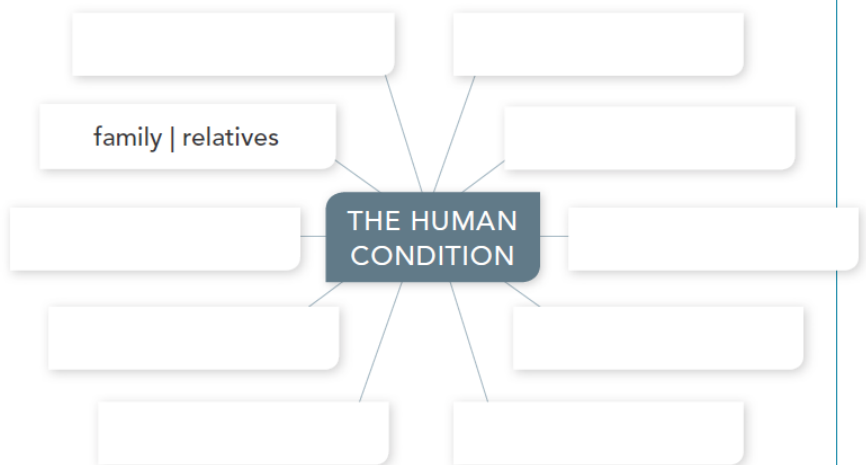 family | relatives
THE HUMAN
CONDITION